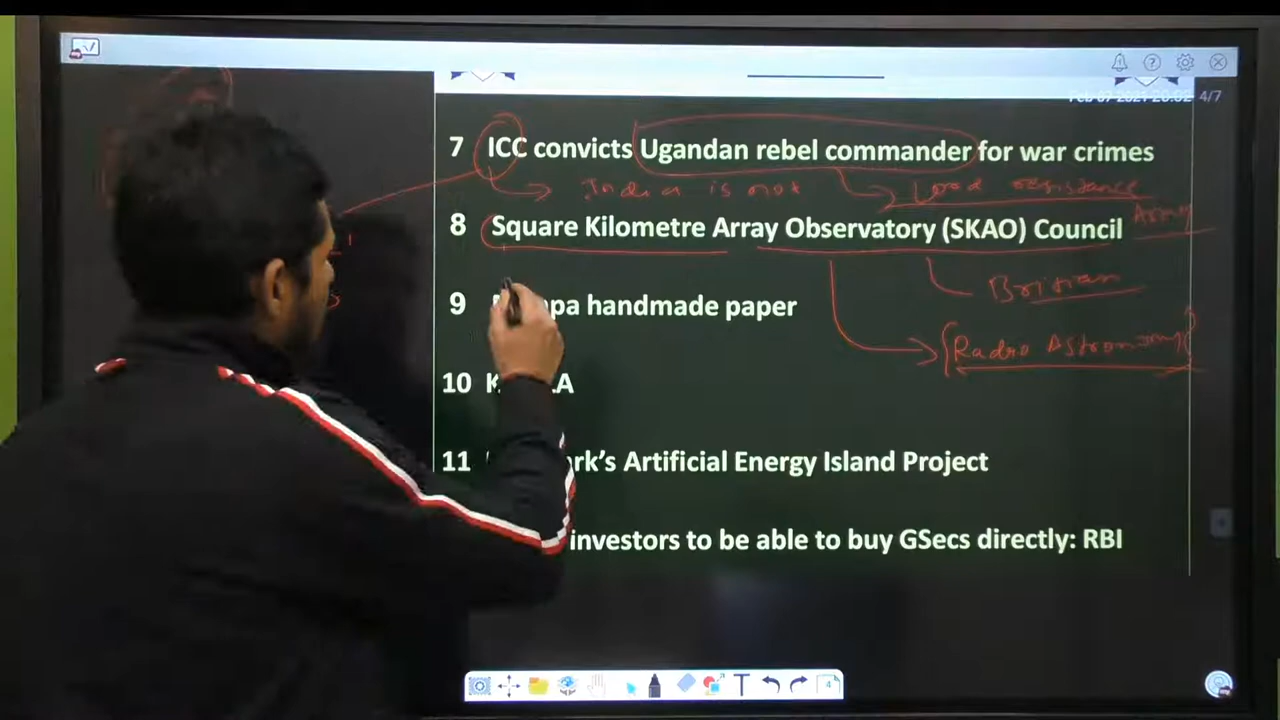 Feb 07 2021 20:02 4/7
7 ICC convicts Ugandan rebel commander for war crimes
India is not Lord resistance
Army
8 Square Kilometre Array Observatory (SKAO) Council
Britian
9 pa handmade paper
Radio Astronomy
10 K A
11 rk's Artificial Energy Island Project
investors to be able to buy GSecs directly: RBI
T 4